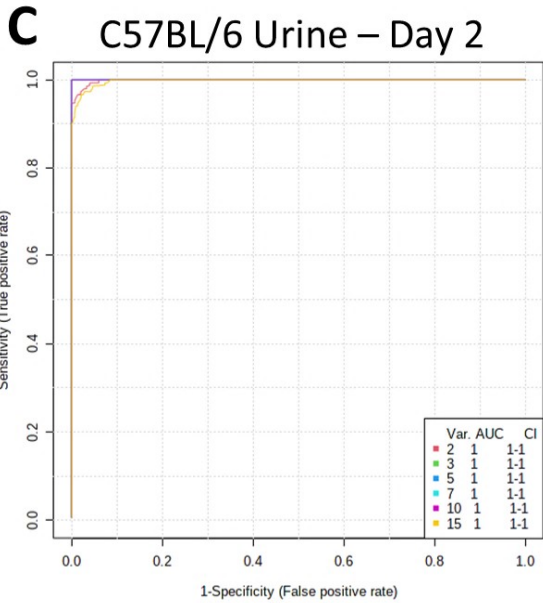 C C57BL/6 Urine – Day 2
1.0
0.8
0.6
0.4
0.2
0.0
Sensitivity (True positive rate)
Var. AUC CI
2 1 1-1
3 1 1-1
5 1 1-1
7 1 1-1
10 1 1-1
15 1 1-1
0.0 0.2 0.4 0.6 0.8 1.0
1-Specificity (False positive rate)